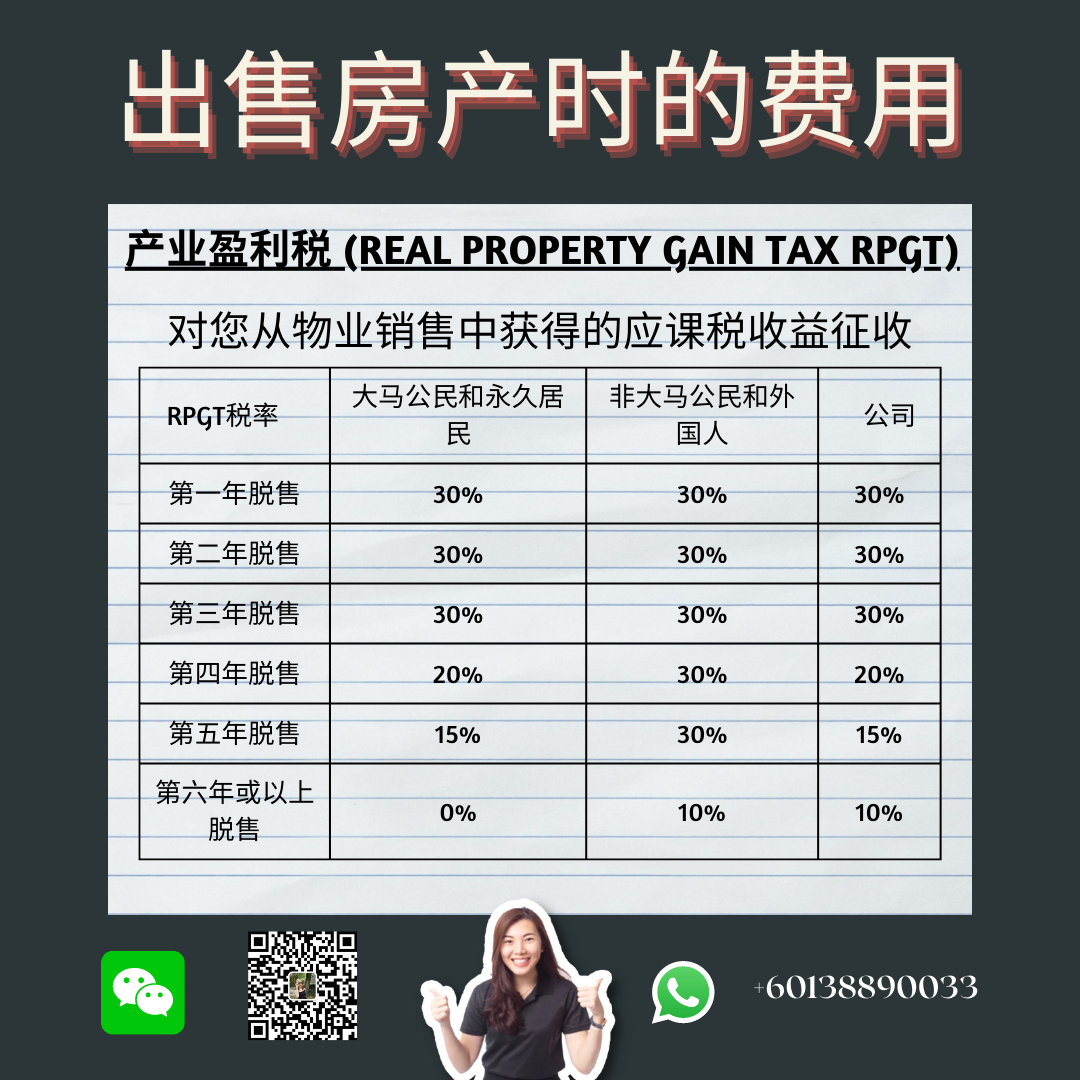 出售房产时的费用
产业盈利税 (REAL PROPERTY GAIN TAX RPGT)
对您从物业销售中获得的应课税收益征收
RPGT税率
大马公民和永久居
民
非大马公民和外
国人
公司
第一年脱售 30% 30% 30%
第二年脱售 30% 30% 30%
第三年脱售 30% 30% 30%
第四年脱售 20% 30% 20%
第五年脱售 15% 30% 15%
第六年或以上
脱售
0% 10% 10%
+60138890033